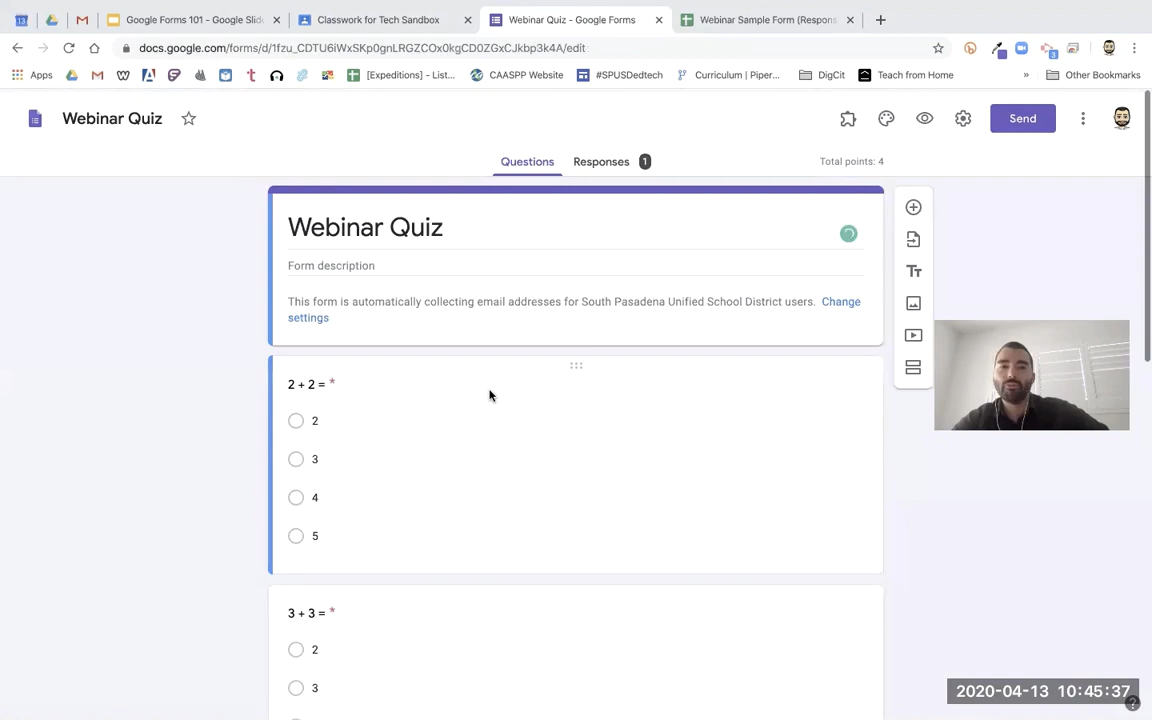 13
Google Forms 101 - Google Slid
Classwork for Tech Sandbox
Webinar Quiz - Google Forms
Webinar Sample Form (Respons
docs.google.com/forms/d/1fzu_CDTU6iWxSKp0gnLRGZCOx0kgCD0ZGxCJkbp3k4A/edit
3
Apps
[Expeditions] - List...
CAASPP Website
#SPUSDedtech
Curriculum | Piper...
DigCit
Teach from Home
»
Other Bookmarks
Webinar Quiz
Send
Questions
Responses
1
Total points: 4
Webinar Quiz
Form description
This form is automatically collecting email addresses for South Pasadena Unified School District users. Change
settings
Tт
2 + 2 = *
2
3
4
5
3 + 3 = *
2
3
2020-04-13 10:45:37
?